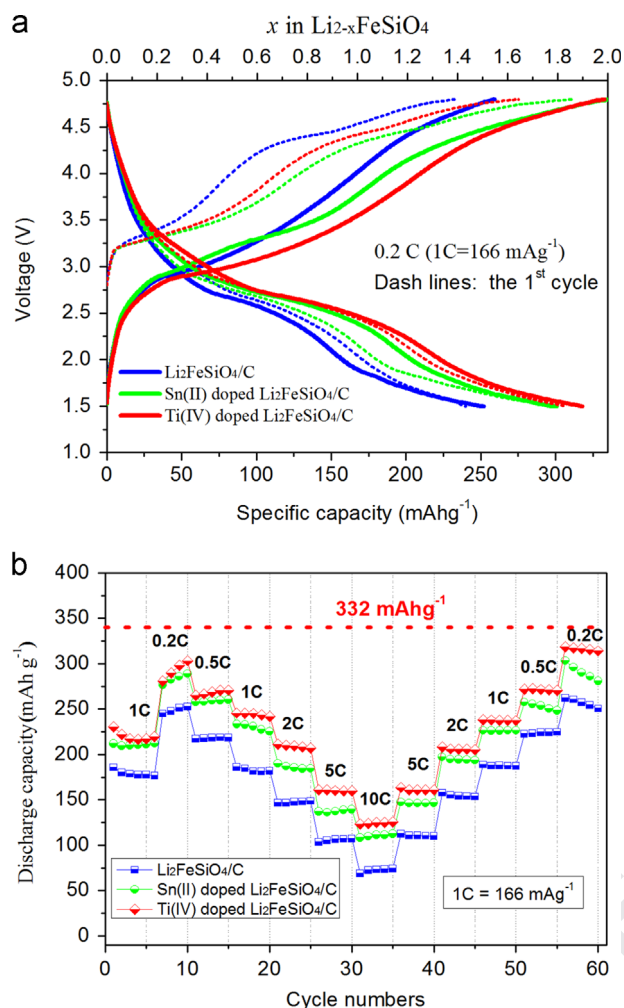 a
x in Li2-xFeSiO4
0.0 0.2 0.4 0.6 0.8 1.0 1.2 1.4 1.6 1.8 2.0
5.0
4.5
4.0
3.5
3.0
2.5
2.0
1.5
1.0
Voltage (V)
0.2 C (1C=166 mAg-1)
Dash lines: the 1st cycle
Li2FeSiO4/C
Sn(II) doped Li2FeSiO4/C
Ti(IV) doped Li2FeSiO4/C
0 50 100 150 200 250 300
Specific capacity (mAhg-1)
b
400
350
300
250
200
150
100
50
0
Discharge capacity(mAh g-1)
332 mAhg-1
1C 0.2C 0.5C 1C 2C 5C 10C 5C 2C 1C 0.5C 0.2C
Li2FeSiO4/C
Sn(II) doped Li2FeSiO4/C
Ti(IV) doped Li2FeSiO4/C
1C = 166 mAg-1
0 10 20 30 40 50 60
Cycle numbers